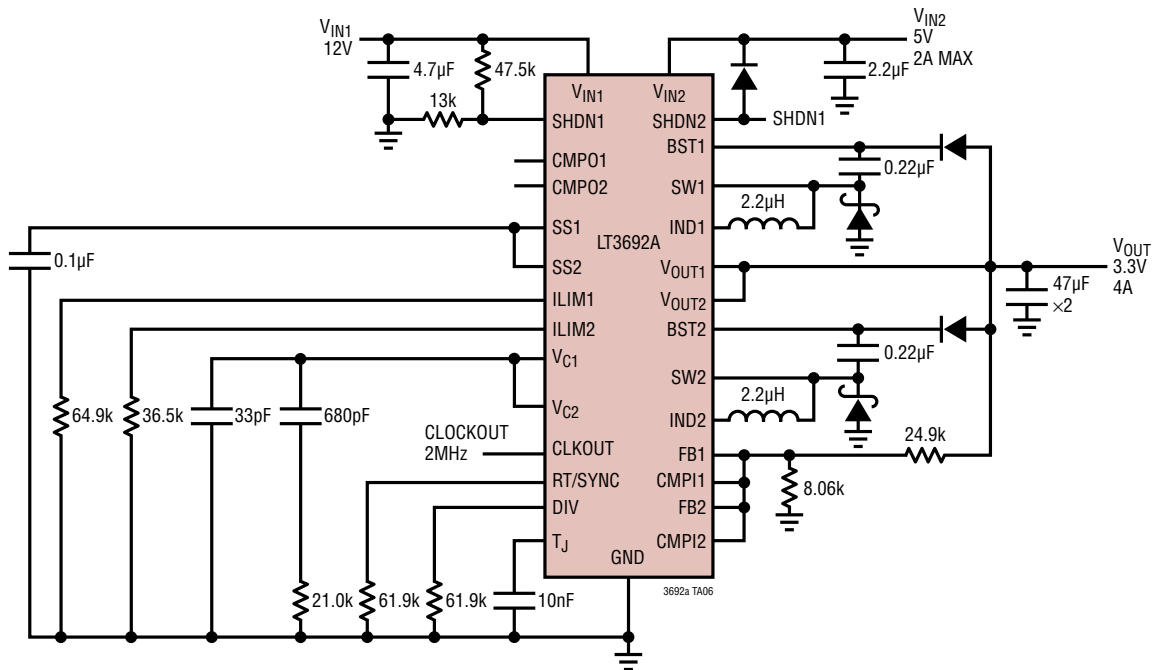 VIN1
12V
4.7µF
47.5k
13k
VIN2
5V
2A MAX
2.2µF
SHDN1
VIN1
VIN2
SHDN1
SHDN2
CMPO1
BST1
CMPO2
SW1
SS1
IND1
LT3692A
SS2
VOUT1
ILIM1
VOUT2
ILIM2
BST2
VC1
SW2
VC2
IND2
CLKOUT
FB1
RT/SYNC
CMPI1
DIV
FB2
TJ
CMPI2
GND
0.22µF
2.2µH
VOUT
3.3V
4A
47µF
×2
0.22µF
2.2µH
24.9k
8.06k
0.1µF
64.9k
36.5k
33pF
680pF
CLOCKOUT
2MHz
21.0k
61.9k
61.9k
10nF
3692a TA06